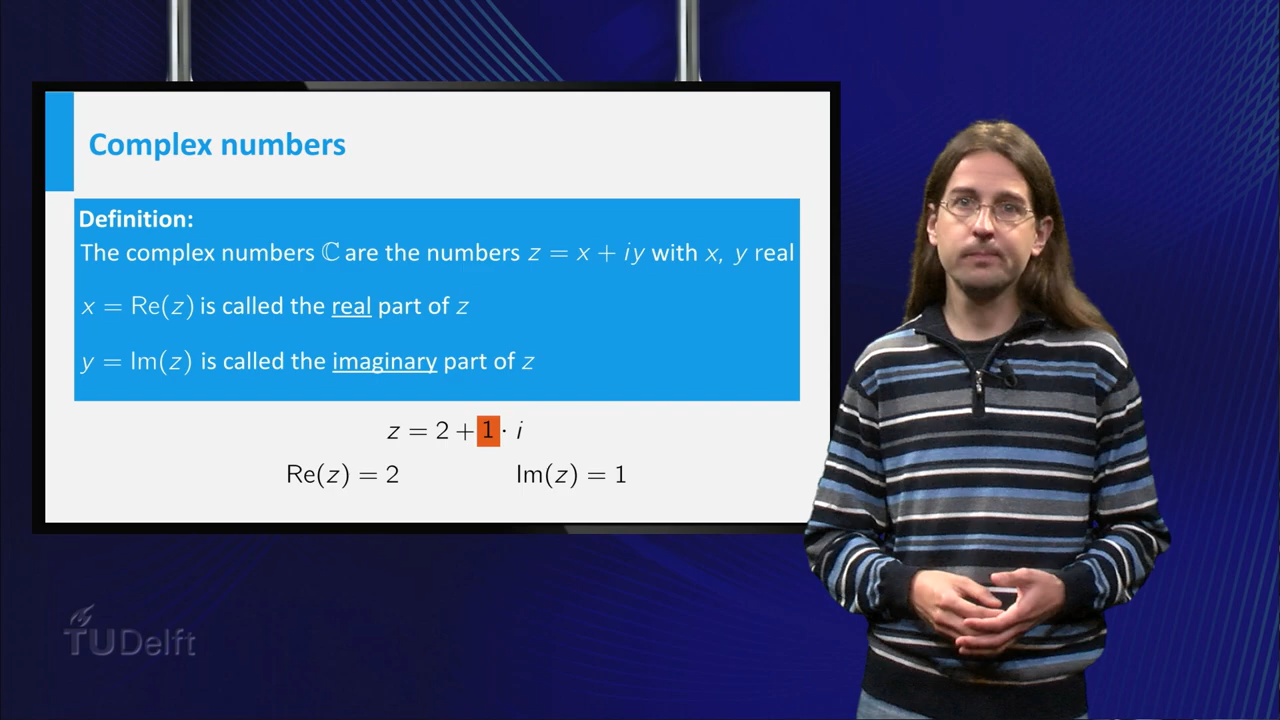 Complex numbers
Definition:
The complex numbers ℂ are the numbers z = x + iy with x, y real
x = Re(z) is called the real part of z
y = Im(z) is called the imaginary part of z
z = 2 + 1 · i
Re(z) = 2 Im(z) = 1
TUDelft